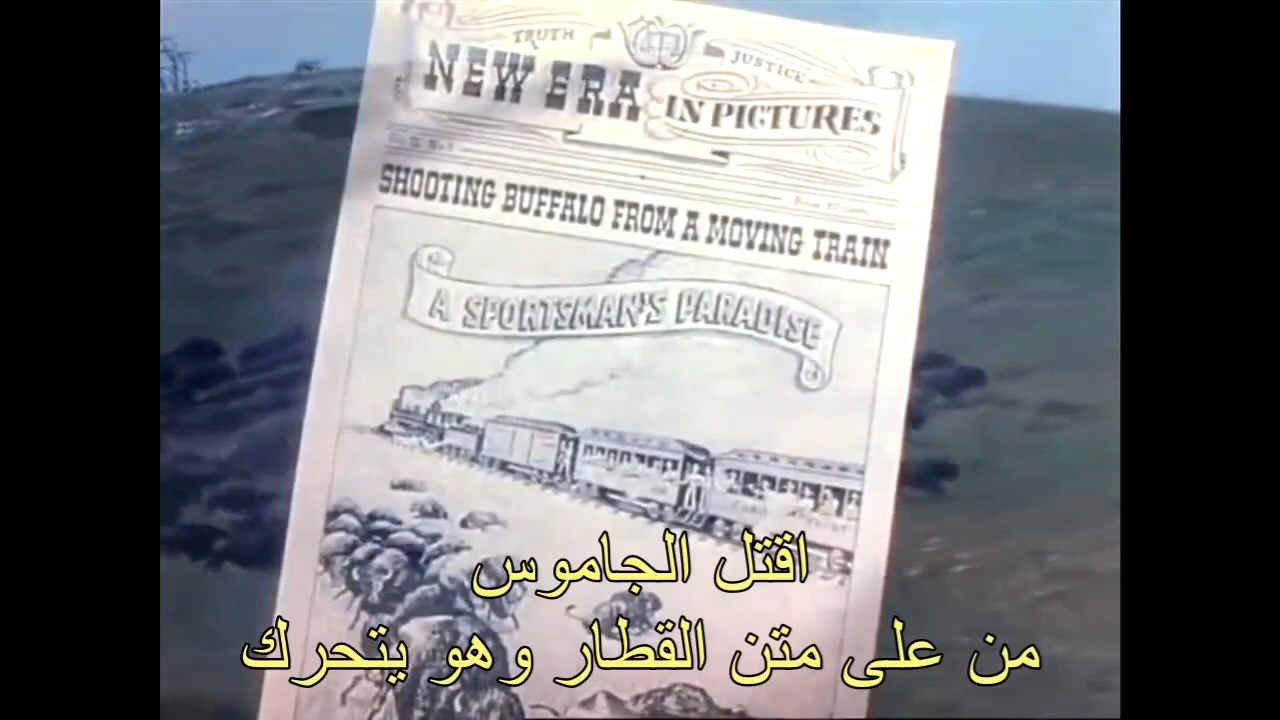 TRUTH
JUSTICE
NEW ERA
IN PICTURES
SHOOTING BUFFALO FROM A MOVING TRAIN
A SPORTSMAN'S PARADISE
اقتل الجاموس
من على متن القطار وهو يتحرك